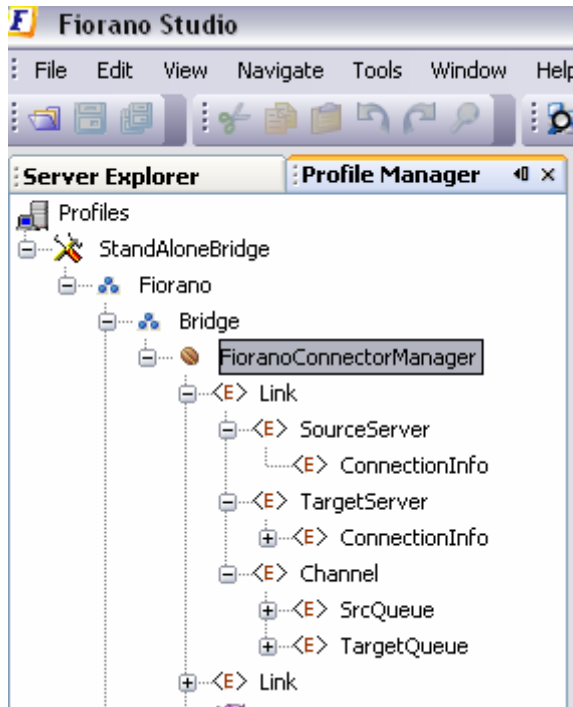 Fiorano Studio
File Edit View Navigate Tools Window Help
Server Explorer Profile Manager
Profiles
StandAloneBridge
Fiorano
Bridge
FioranoConnectorManager
<E> Link
<E> SourceServer
<E> ConnectionInfo
<E> TargetServer
<E> ConnectionInfo
<E> Channel
<E> SrcQueue
<E> TargetQueue
<E> Link